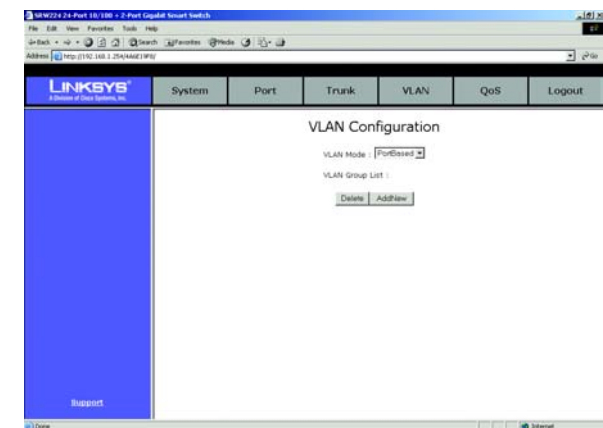 SRW224 24-Port 10/100 + 2-Port Gigabit Smart Switch
File Edit View Favorites Tools Help
Back Search Favorites Media
Address http://192.168.1.254/
Go
LINKSYS®
A Division of Cisco Systems, Inc.
System Port Trunk VLAN QoS Logout
VLAN Configuration
VLAN Mode : PortBased
VLAN Group List :
Delete AddNew
Support
Done
Internet